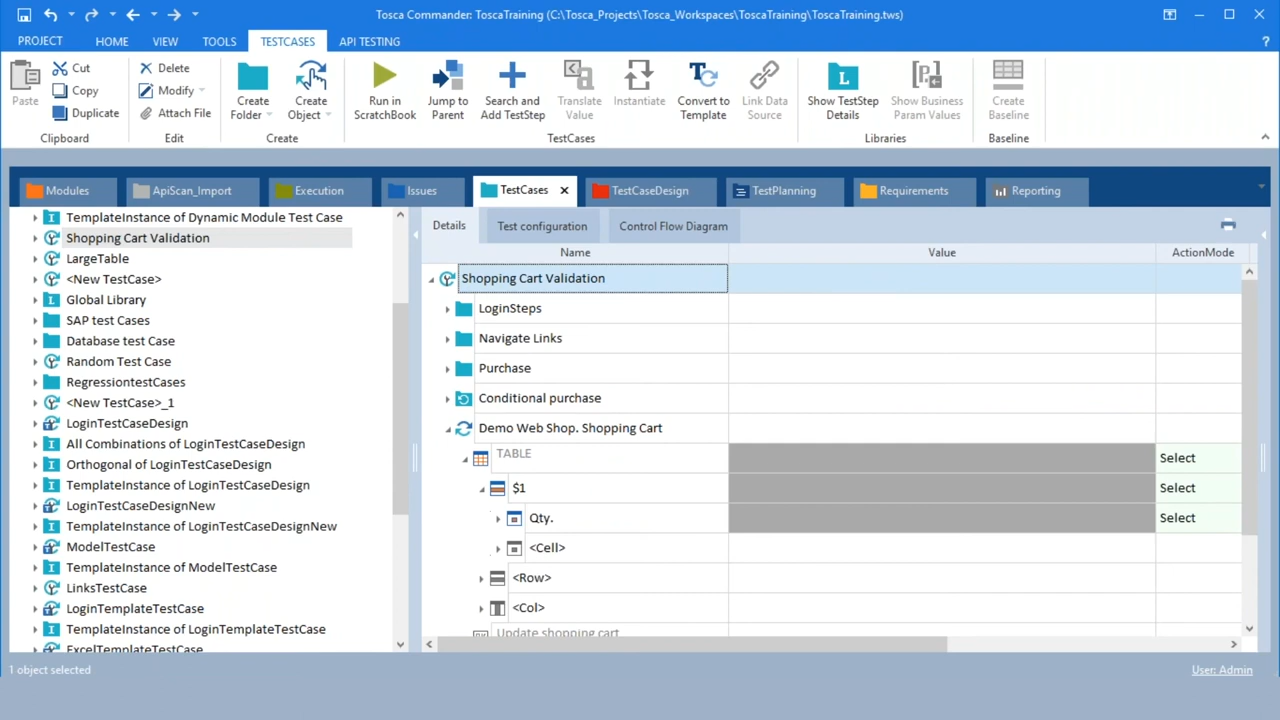 Tosca Commander: ToscaTraining (C:\Tosca_Projects\Tosca_Workspaces\ToscaTraining\ToscaTraining.tws)
PROJECT HOME VIEW TOOLS TESTCASES API TESTING ?
Paste
Cut
Copy
Duplicate
Clipboard
Delete
Modify
Attach File
Edit
Create Folder
Create Object
Create
Run in ScratchBook
Jump to Parent
Search and Add TestStep
Translate Value
Instantiate
Convert to Template
Link Data Source
TestCases
Show TestStep Details
Show Business Param Values
Libraries
Create Baseline
Baseline
Modules ApiScan_Import Execution Issues TestCases TestCaseDesign TestPlanning Requirements Reporting
TemplateInstance of Dynamic Module Test Case
Shopping Cart Validation
LargeTable
<New TestCase>
Global Library
SAP test Cases
Database test Case
Random Test Case
RegressiontestCases
<New TestCase>_1
LoginTestCaseDesign
All Combinations of LoginTestCaseDesign
Orthogonal of LoginTestCaseDesign
TemplateInstance of LoginTestCaseDesign
LoginTestCaseDesignNew
TemplateInstance of LoginTestCaseDesignNew
ModelTestCase
TemplateInstance of ModelTestCase
LinksTestCase
LoginTemplateTestCase
TemplateInstance of LoginTemplateTestCase
ExcelTemplateTestCase
Details Test configuration Control Flow Diagram
Name Value ActionMode
Shopping Cart Validation
LoginSteps
Navigate Links
Purchase
Conditional purchase
Demo Web Shop. Shopping Cart
TABLE Select
$1 Select
Qty. Select
<Cell>
<Row>
<Col>
Update shopping cart
1 object selected
User: Admin